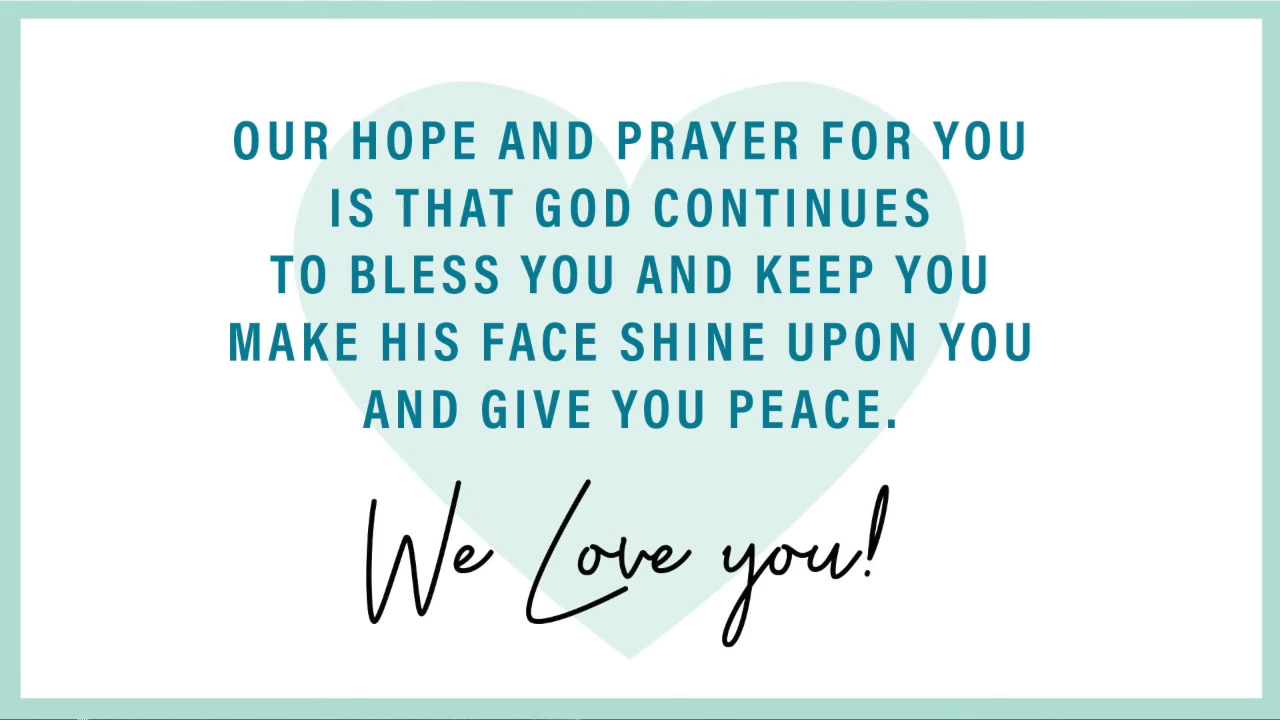 OUR HOPE AND PRAYER FOR YOU
IS THAT GOD CONTINUES
TO BLESS YOU AND KEEP YOU
MAKE HIS FACE SHINE UPON YOU
AND GIVE YOU PEACE.
We Love you!